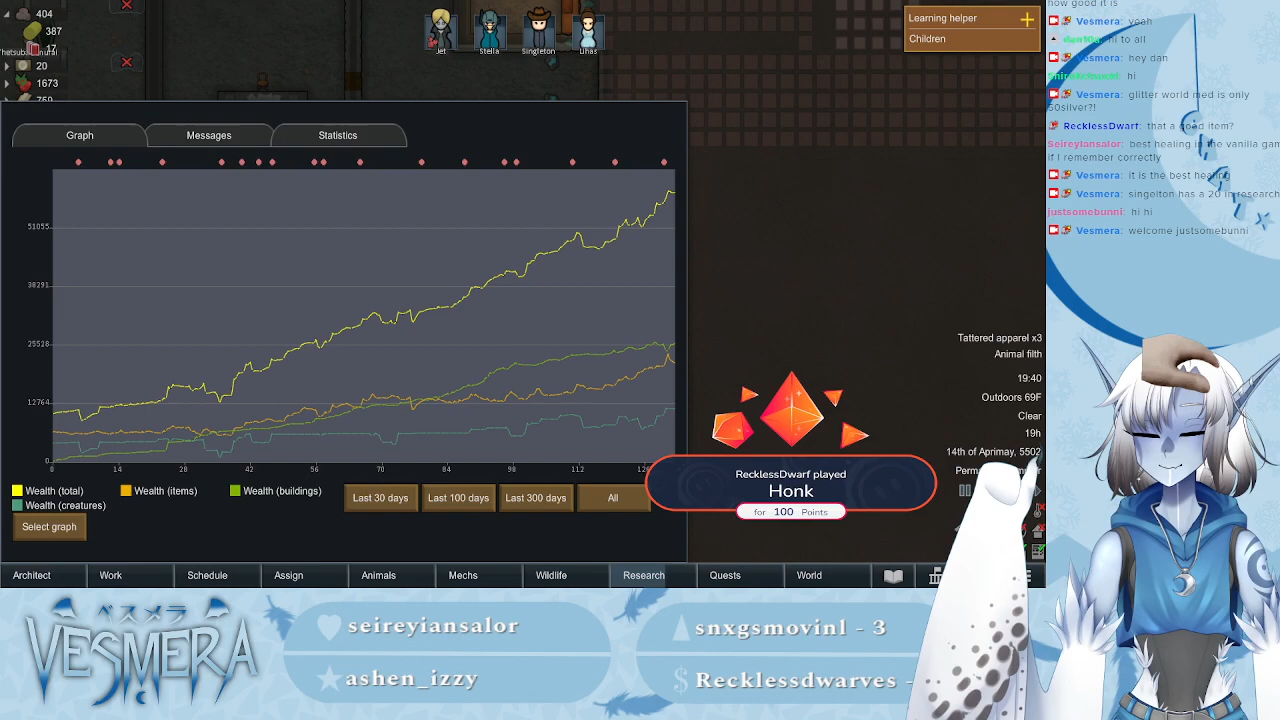 404
387
17
20
1673
Jet
Stella
Singleton
Lihas
Learning helper
Children
Graph
Messages
Statistics
51055
38291
25528
12764
0
0
14
28
42
56
70
84
98
112
Wealth (total)
Wealth (items)
Wealth (buildings)
Wealth (creatures)
Last 30 days
Last 100 days
Last 300 days
All
Select graph
Tattered apparel x3
Animal filth
19:40
Outdoors 69F
Clear
19h
14th of Aprimay, 5502
RecklessDwarf played
Honk
for 100 Points
Architect
Work
Schedule
Assign
Animals
Mechs
Wildlife
Research
Quests
World
how good it is
Vesmera: yeah
hi to all
Vesmera: hey dan
hi
Vesmera: glitter world med is only
50silver?!
RecklessDwarf: that a good item?
Seireyiansalor: best healing in the vanilla gam
if I remember correctly
Vesmera: it is the best healing
Vesmera: singelton has a 20 in research
justsomebunni: hi hi
Vesmera: welcome justsomebunni
ベスメラ
VESMERA
seireyiansalor
ashen_izzy
snxgsmovinl - 3
Recklessdwarves -